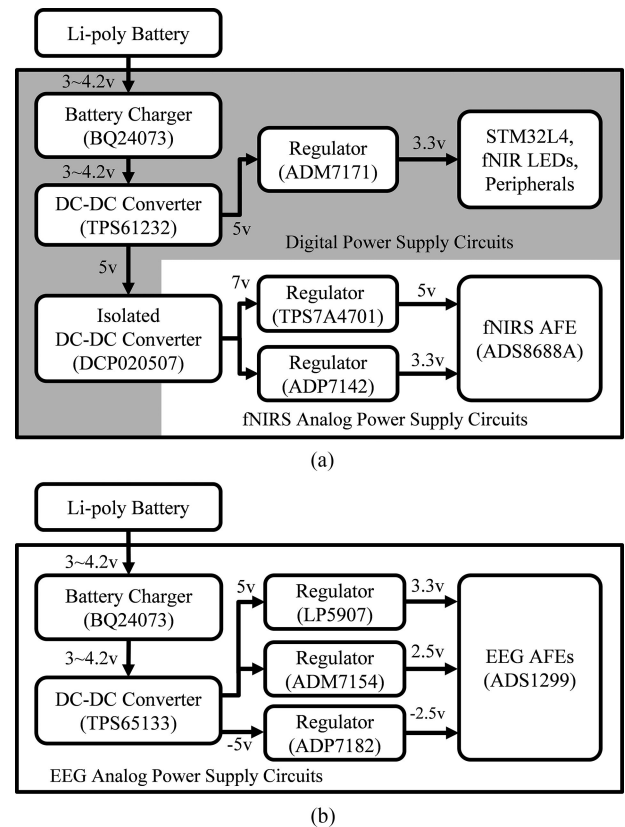 Li-poly Battery
3~4.2v
Battery Charger
(BQ24073)
3~4.2v
DC-DC Converter
(TPS61232)
5v
Regulator
(ADM7171)
3.3v
STM32L4,
fNIR LEDs,
Peripherals
Digital Power Supply Circuits
5v
Isolated
DC-DC Converter
(DCP020507)
7v
Regulator
(TPS7A4701)
5v
Regulator
(ADP7142)
3.3v
fNIRS AFE
(ADS8688A)
fNIRS Analog Power Supply Circuits
(a)
Li-poly Battery
3~4.2v
Battery Charger
(BQ24073)
3~4.2v
DC-DC Converter
(TPS65133)
5v
Regulator
(LP5907)
3.3v
Regulator
(ADM7154)
2.5v
-5v
Regulator
(ADP7182)
-2.5v
EEG AFEs
(ADS1299)
EEG Analog Power Supply Circuits
(b)